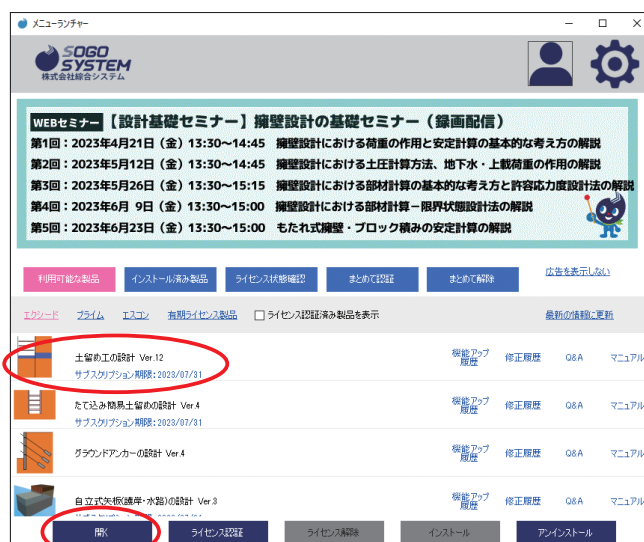 メニューランチャー
SOGO
SYSTEM
株式会社綜合システム
WEBセミナー 【設計基礎セミナー】擁壁設計の基礎セミナー（録画配信）
第1回：2023年4月21日（金）13:30～14:45 擁壁設計における荷重の作用と安定計算の基本的な考え方の解説
第2回：2023年5月12日（金）13:30～14:45 擁壁設計における土圧計算方法、地下水・上載荷重の作用の解説
第3回：2023年5月26日（金）13:30～15:15 擁壁設計における部材計算の基本的な考え方と許容応力度設計法の解説
第4回：2023年6月 9日（金）13:30～15:00 擁壁設計における部材計算－限界状態設計法の解説
第5回：2023年6月23日（金）13:30～15:00 もたれ式擁壁・ブロック積みの安定計算の解説
利用可能な製品 インストール済み製品 ライセンス状態確認 まとめて認証 まとめて解除 広告を表示しない
エクシード プライム エスコン 有期ライセンス製品 ライセンス認証済み製品を表示 最新の情報に更新
土留め工の設計 Ver.12 機能アップ履歴 修正履歴 Q&A マニュアル
サブスクリプション期限：2023/07/31
たて込み簡易土留めの設計 Ver.4 機能アップ履歴 修正履歴 Q&A マニュアル
サブスクリプション期限：2023/07/31
グラウンドアンカーの設計 Ver.4 機能アップ履歴 修正履歴 Q&A マニュアル
自立式矢板(護岸・水路)の設計 Ver.3 機能アップ履歴 修正履歴 Q&A マニュアル
開く ライセンス認証 ライセンス解除 インストール アンインストール